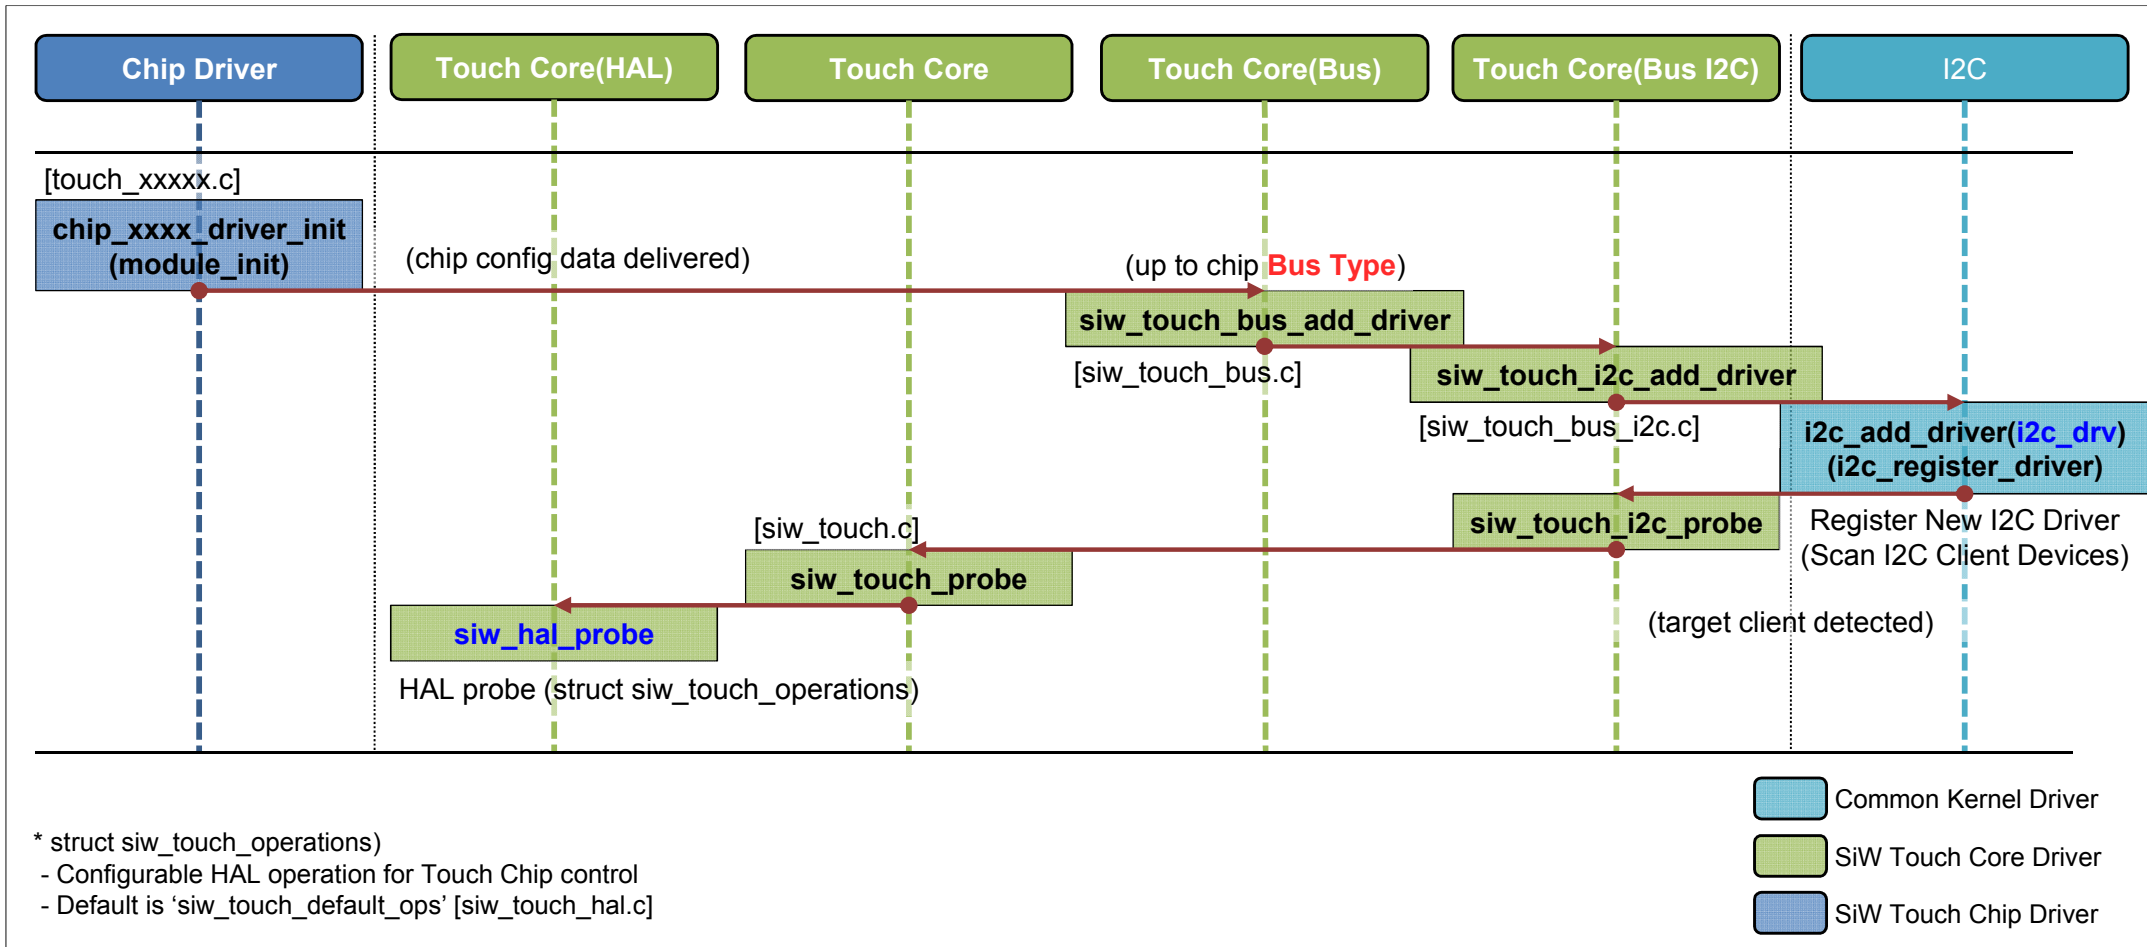 Chip Driver
Touch Core(HAL)
Touch Core
Touch Core(Bus)
Touch Core(Bus I2C)
I2C
[touch_xxxxx.c]
chip_xxxx_driver_init
(module_init)
(chip config data delivered)
(up to chip Bus Type)
siw_touch_bus_add_driver
[siw_touch_bus.c]
siw_touch_i2c_add_driver
[siw_touch_bus_i2c.c]
i2c_add_driver(i2c_drv)
(i2c_register_driver)
siw_touch_i2c_probe
Register New I2C Driver
(Scan I2C Client Devices)
[siw_touch.c]
siw_touch_probe
(target client detected)
siw_hal_probe
HAL probe (struct siw_touch_operations)
Common Kernel Driver
SiW Touch Core Driver
SiW Touch Chip Driver
* struct siw_touch_operations)
- Configurable HAL operation for Touch Chip control
- Default is ‘siw_touch_default_ops’ [siw_touch_hal.c]